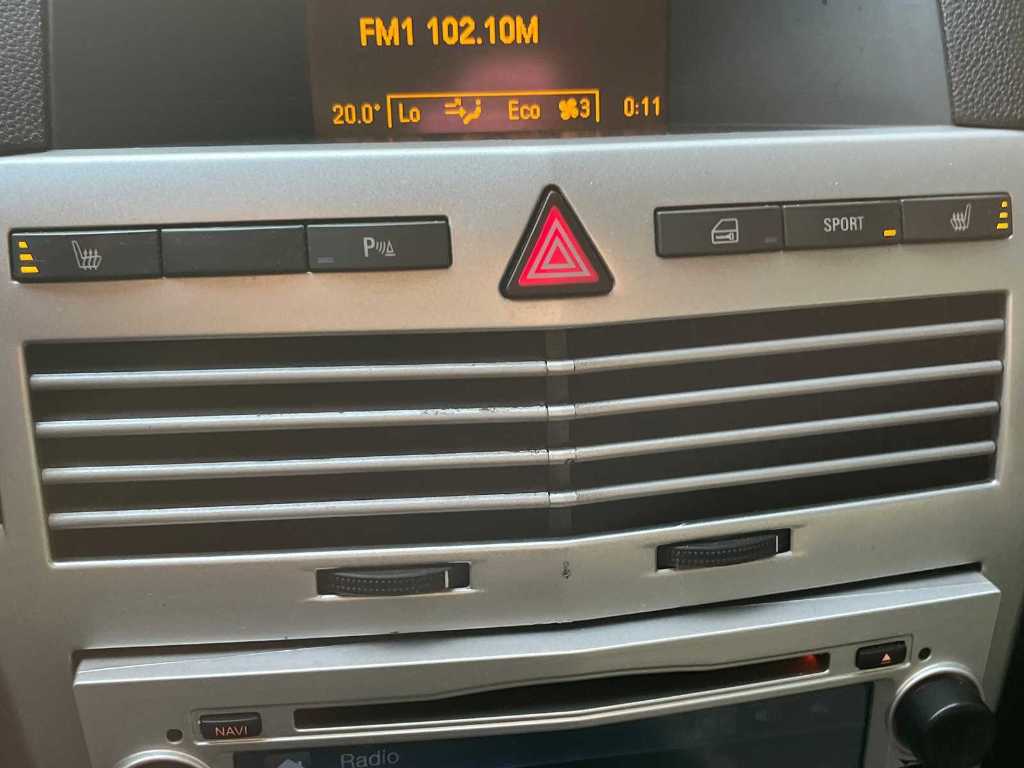 FM1 102.10M
20.0° Lo Eco 3 0:11
P
SPORT
NAVI
Radio